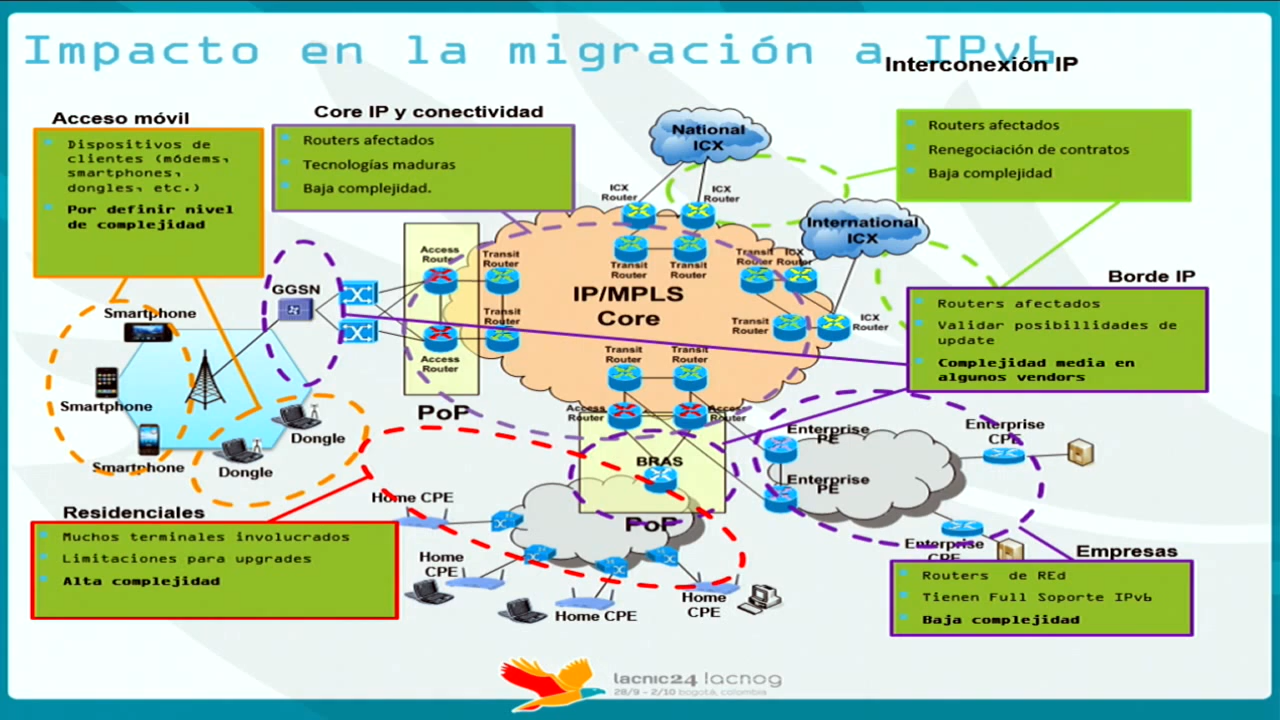 Impacto en la migración a IPv6
Interconexión IP
Acceso móvil
Dispositivos de
clientes (módems,
smartphones,
dongles, etc.)
Por definir nivel
de complejidad
Core IP y conectividad
Routers afectados
Tecnologías maduras
Baja complejidad.
Routers afectados
Renegociación de contratos
Baja complejidad
National
ICX
ICX
Router
ICX
Router
International
ICX
Transit
Router
Transit
Router
Transit
Router
ICX
Router
Transit
Router
ICX
Router
Access
Router
Transit
Router
IP/MPLS
Core
Transit
Router
Access
Router
PoP
Transit
Router
Transit
Router
Access
Router
Access
Router
BRAS
PoP
GGSN
Smartphone
Smartphone
Smartphone
Dongle
Dongle
Borde IP
Routers afectados
Validar posibillidades de
update
Complejidad media en
algunos vendors
Enterprise
PE
Enterprise
PE
Enterprise
CPE
Enterprise
CPE
Residenciales
Muchos terminales involucrados
Limitaciones para upgrades
Alta complejidad
Home CPE
Home
CPE
Home CPE
Home
CPE
Empresas
Routers de REd
Tienen Full Soporte IPv6
Baja complejidad
lacnic24 lacnog
28/9 - 2/10 bogotá, colombia